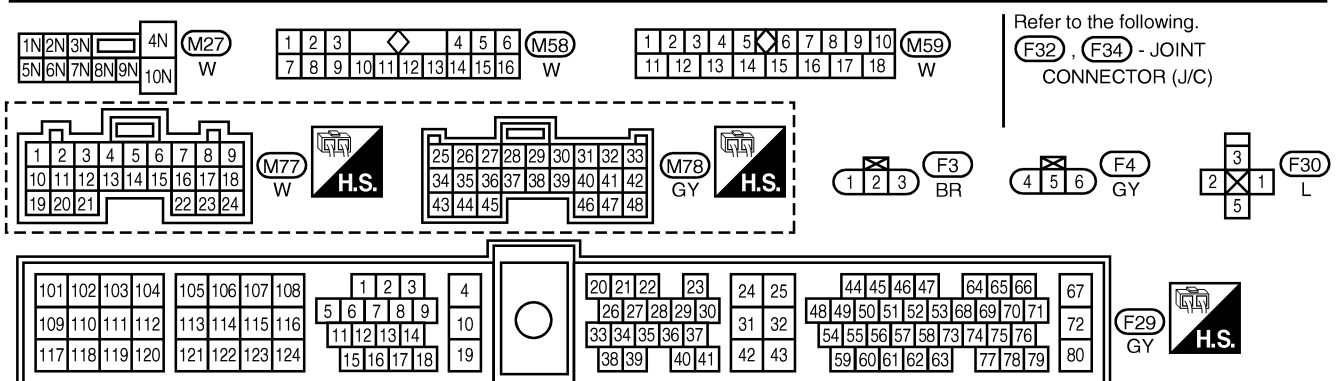 1N 2N 3N 4N
5N 6N 7N 8N 9N 10N
M27
W
1 2 3 4 5 6
7 8 9 10 11 12 13 14 15 16
M58
W
1 2 3 4 5 6 7 8 9 10
11 12 13 14 15 16 17 18
M59
W
Refer to the following.
F32 , F34 - JOINT
CONNECTOR (J/C)
1 2 3 4 5 6 7 8 9
10 11 12 13 14 15 16 17 18
19 20 21 22 23 24
M77
W
H.S.
25 26 27 28 29 30 31 32 33
34 35 36 37 38 39 40 41 42
43 44 45 46 47 48
M78
GY
H.S.
1 2 3
F3
BR
4 5 6
F4
GY
3
2 1
5
F30
L
101 102 103 104 105 106 107 108 1 2 3 4 20 21 22 23 24 25 44 45 46 47 64 65 66 67
5 6 7 8 9 26 27 28 29 30 48 49 50 51 52 53 68 69 70 71
109 110 111 112 113 114 115 116 10 31 32 72
11 12 13 14 33 34 35 36 37 54 55 56 57 58 73 74 75 76
117 118 119 120 121 122 123 124 15 16 17 18 19 38 39 40 41 42 43 59 60 61 62 63 77 78 79 80
F29
GY
H.S.